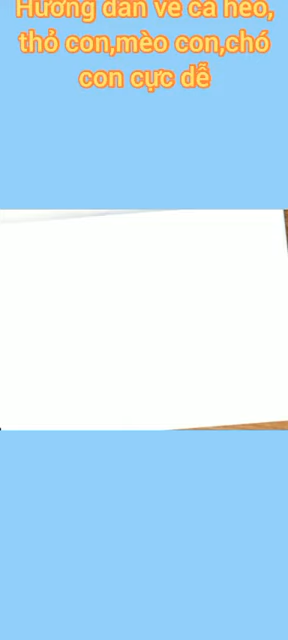 Hướng dẫn vẽ cá heo,
thỏ con,mèo con,chó
con cực dễ